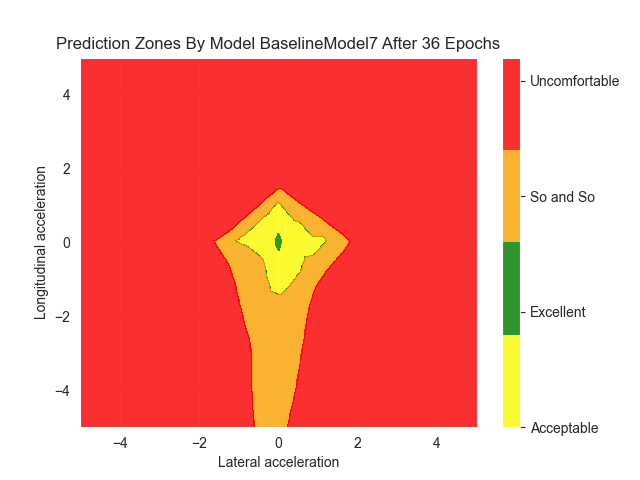 Prediction Zones By Model BaselineModel7 After 36 Epochs
4
2
0
−2
−4
−4
−2
0
2
4
Longitudinal acceleration
Lateral acceleration
Uncomfortable
So and So
Excellent
Acceptable